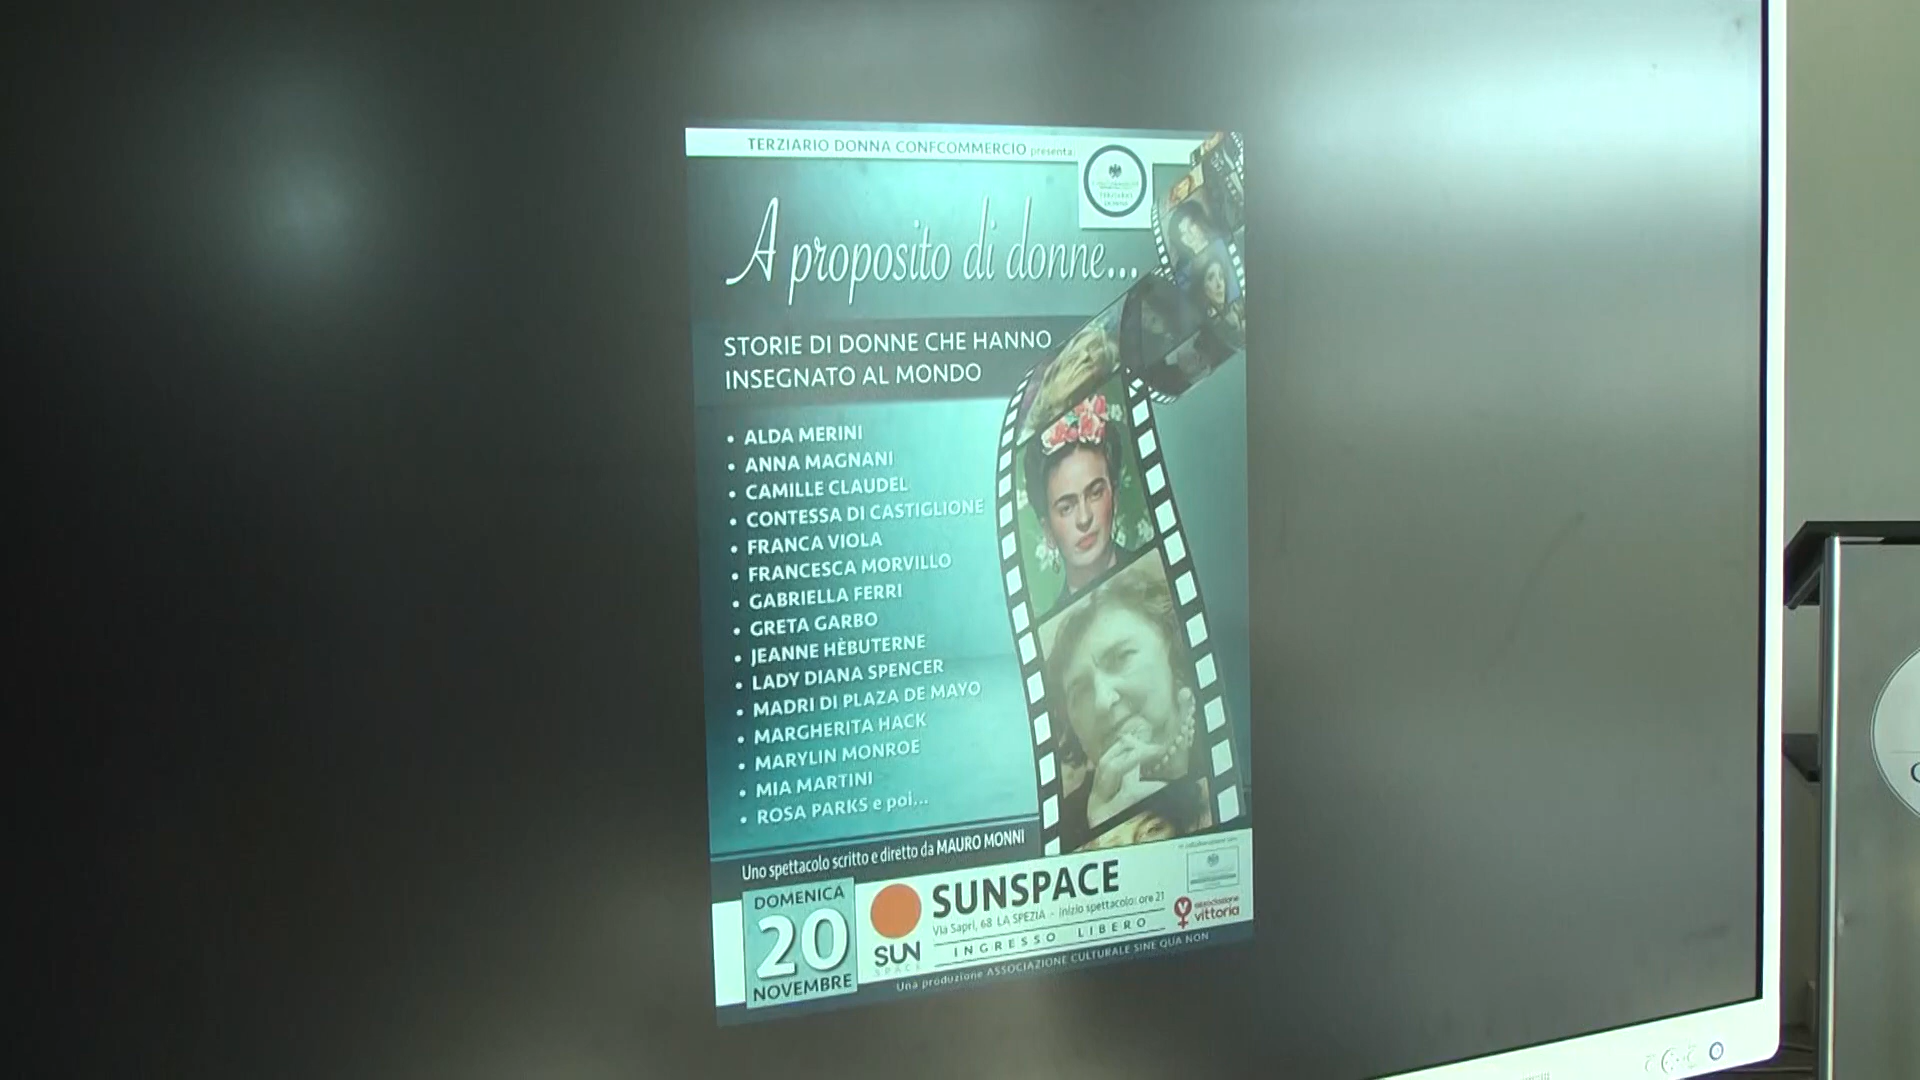 TERZIARIO DONNA CONFCOMMERCIO presenta:
A proposito di donne...
STORIE DI DONNE CHE HANNO
INSEGNATO AL MONDO
• ALDA MERINI
• ANNA MAGNANI
• CAMILLE CLAUDEL
• CONTESSA DI CASTIGLIONE
• FRANCA VIOLA
• FRANCESCA MORVILLO
• GABRIELLA FERRI
• GRETA GARBO
• JEANNE HÈBUTERNE
• LADY DIANA SPENCER
• MADRI DI PLAZA DE MAYO
• MARGHERITA HACK
• MARYLIN MONROE
• MIA MARTINI
• ROSA PARKS e poi...
Uno spettacolo scritto e diretto da MAURO MONNI
DOMENICA
20
NOVEMBRE
SUN
SPACE
SUNSPACE
Via Sapri, 68 LA SPEZIA - Inizio spettacolo: ore 21
INGRESSO LIBERO
associazione
vittoria
Una produzione ASSOCIAZIONE CULTURALE SINE QUA NON